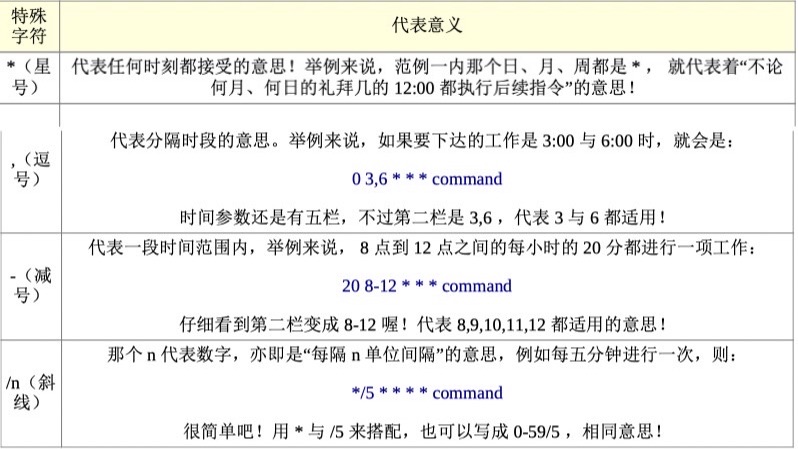 特殊
字符
代表意义
*（星
号）
代表任何时刻都接受的意思！举例来说，范例一内那个日、月、周都是 * ， 就代表着“不论
何月、何日的礼拜几的 12:00 都执行后续指令”的意思！
,（逗
号）
代表分隔时段的意思。举例来说，如果要下达的工作是 3:00 与 6:00 时，就会是：
0 3,6 * * * command
时间参数还是有五栏，不过第二栏是 3,6 ，代表 3 与 6 都适用！
-（减
号）
代表一段时间范围内，举例来说， 8 点到 12 点之间的每小时的 20 分都进行一项工作：
20 8-12 * * * command
仔细看到第二栏变成 8-12 喔！代表 8,9,10,11,12 都适用的意思！
/n（斜
线）
那个 n 代表数字，亦即是“每隔 n 单位间隔”的意思，例如每五分钟进行一次，则：
*/5 * * * * command
很简单吧！用 * 与 /5 来搭配，也可以写成 0-59/5 ，相同意思！